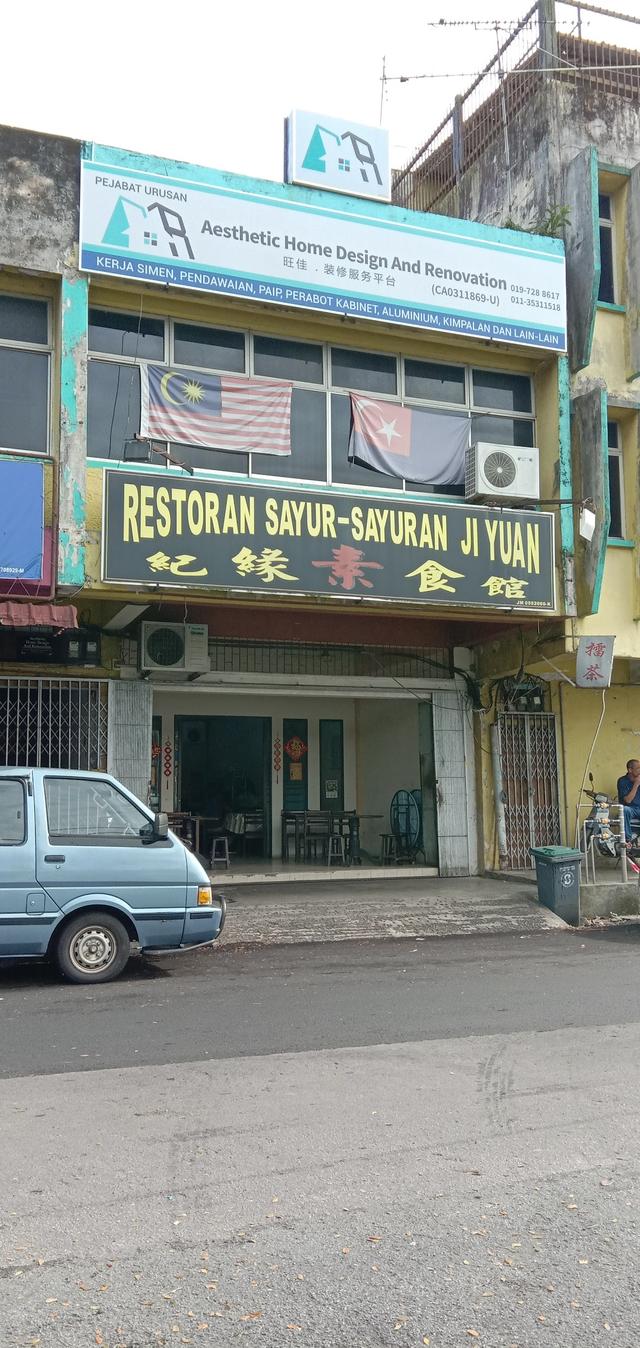 PEJABAT URUSAN
Aesthetic Home Design And Renovation
旺佳 . 装修服务平台
(CA0311869-U)
019-728 8617
011-35311518
KERJA SIMEN, PENDAWAIAN, PAIP, PERABOT KABINET, ALUMINIUM, KIMPALAN DAN LAIN-LAIN
RESTORAN SAYUR-SAYURAN JI YUAN
紀緣素食館
擂茶